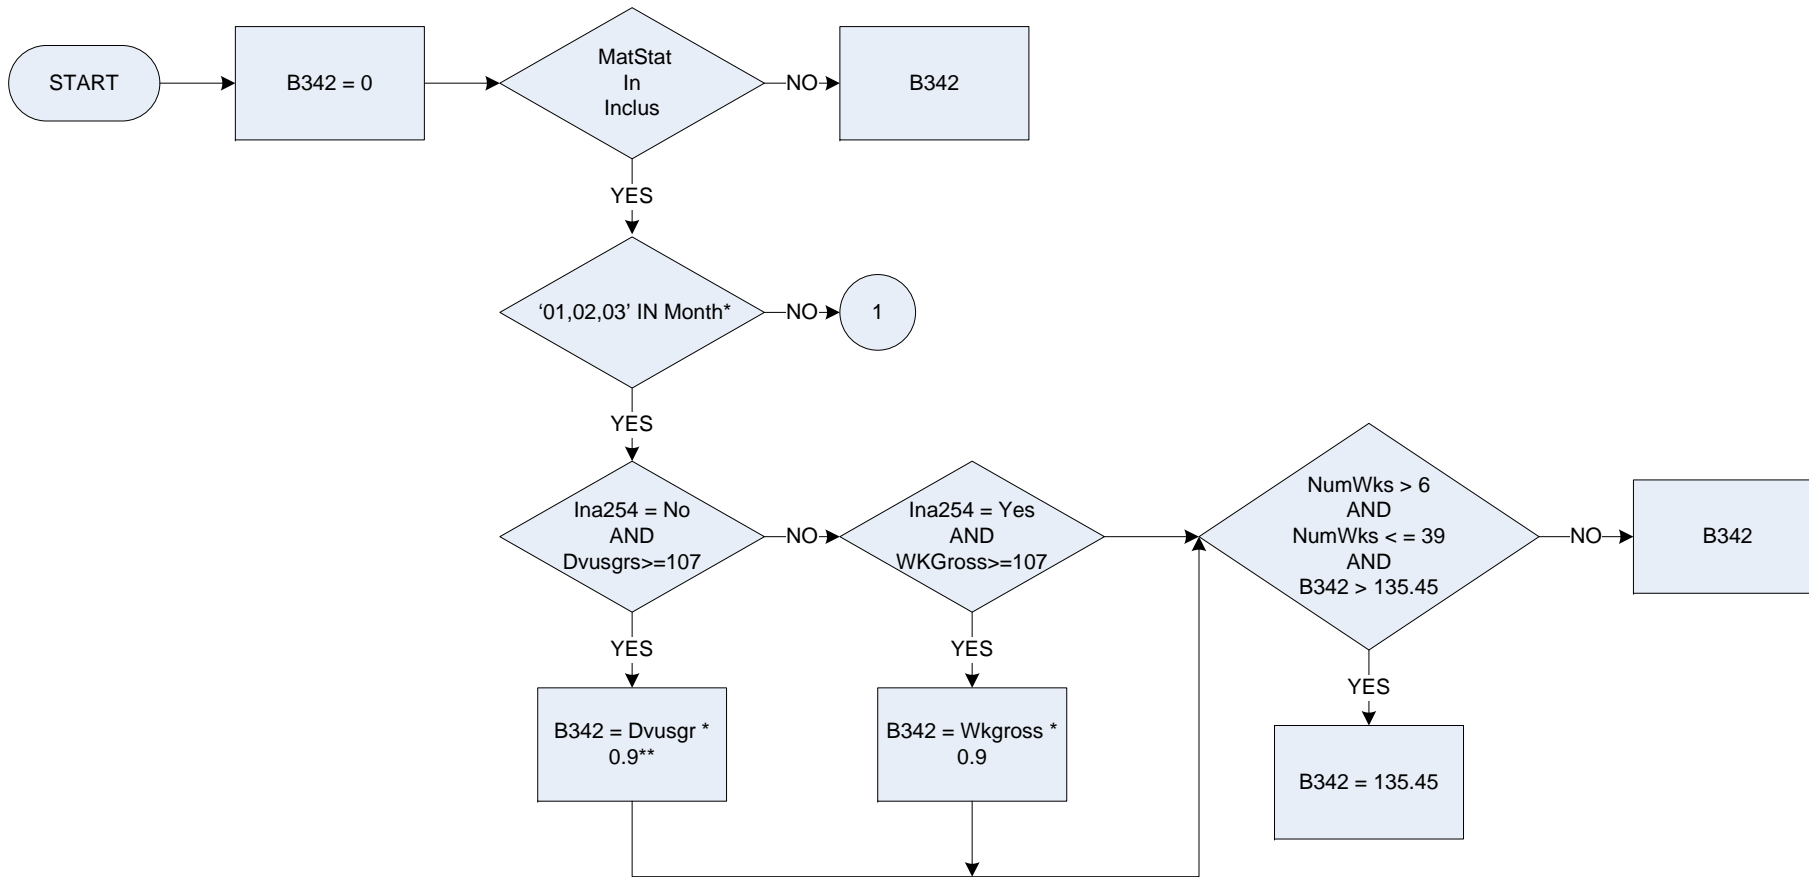 START
B342 = 0
MatStat
In
Inclus
NO
B342
YES
‘01,02,03’ IN Month*
NO
1
YES
Ina254 = No
AND
Dvusgrs>=107
NO
Ina254 = Yes
AND
WKGross>=107
NumWks > 6
AND
NumWks < = 39
AND
B342 > 135.45
NO
B342
YES
YES
YES
B342 = Dvusgr *
0.9**
B342 = Wkgross *
0.9
B342 = 135.45